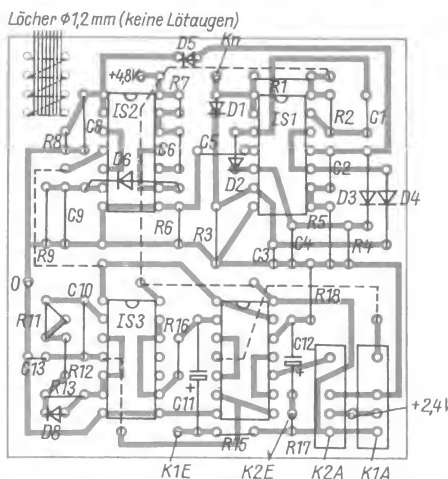 Löcher ϕ1,2 mm (keine Lötaugen)
D5
Kn
+4,8V
R7
IS2
D1
R1
IS1
R2
C1
R8
C8
C6
C5
D6
D2
C2
D3
D4
C9
R5
R9
R6
R3
C3
C4
R4
0
C10
R18
R11
IS3
R16
C12
C13
R12
R13
C11
+2,4V
D8
R15
R17
K1E
K2E
K2A
K1A